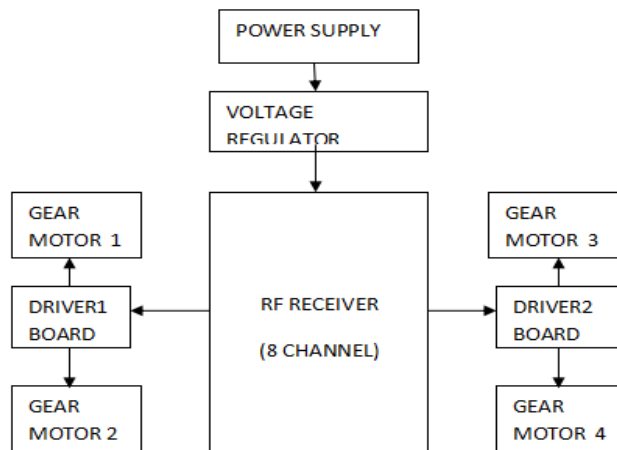 POWER SUPPLY
VOLTAGE
REGULATOR
GEAR
MOTOR 1
GEAR
MOTOR 3
DRIVER1
BOARD
RF RECEIVER
(8 CHANNEL)
DRIVER2
BOARD
GEAR
MOTOR 2
GEAR
MOTOR 4